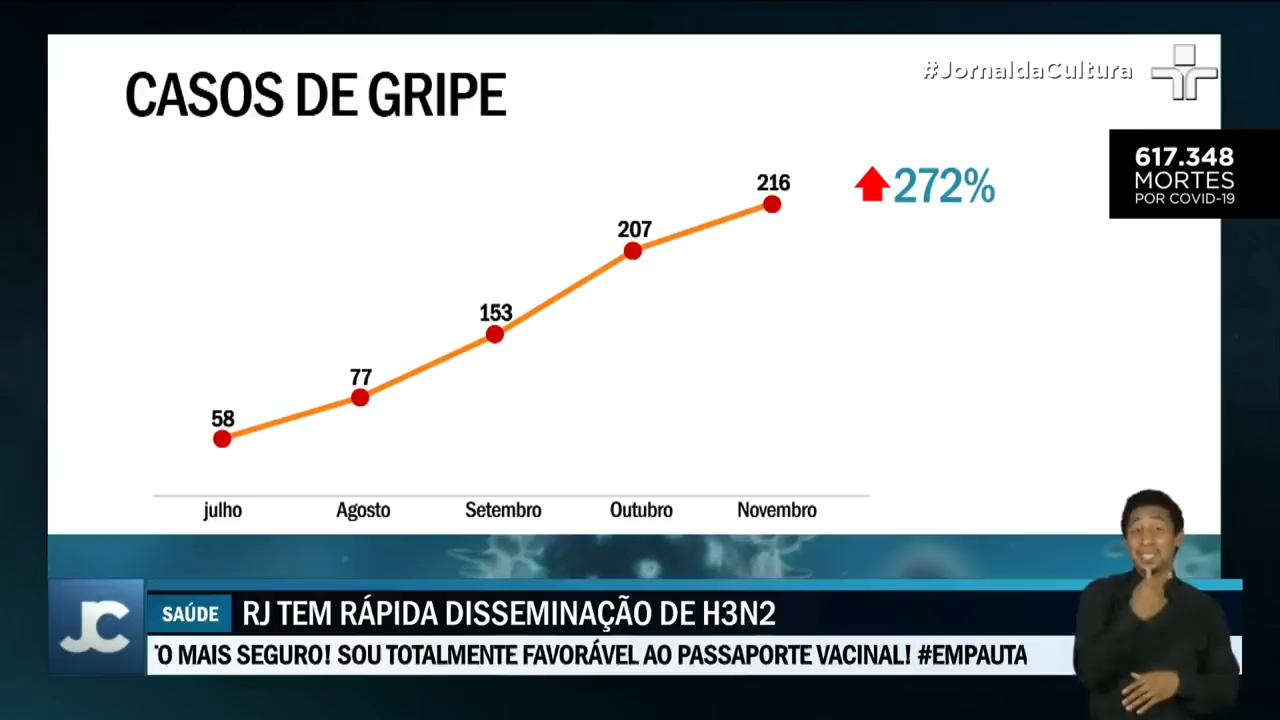 CASOS DE GRIPE
#JornaldaCultura
617.348
MORTES
POR COVID-19
272%
216
207
153
77
58
julho Agosto Setembro Outubro Novembro
JC
SAÚDE RJ TEM RÁPIDA DISSEMINAÇÃO DE H3N2
O MAIS SEGURO! SOU TOTALMENTE FAVORÁVEL AO PASSAPORTE VACINAL! #EMPAUTA